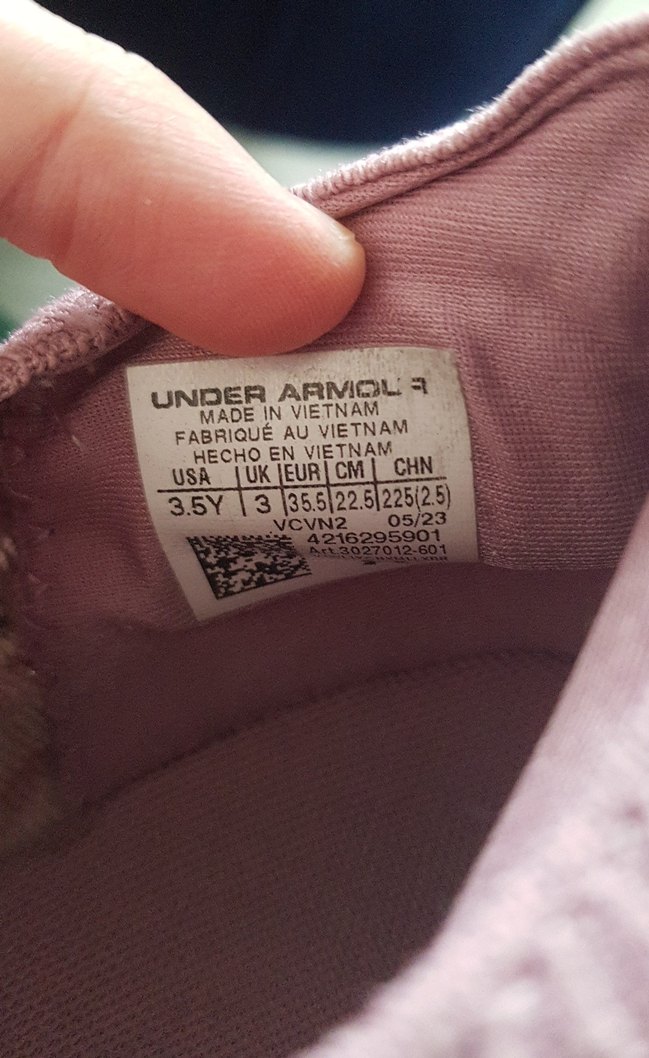 UNDER ARMOUR
MADE IN VIETNAM
FABRIQUÉ AU VIETNAM
HECHO EN VIETNAM
USA UK EUR CM CHN
3.5Y 3 35.5 22.5 225(2.5)
VCVN2 05/23
4216295901
Art.3027012-601